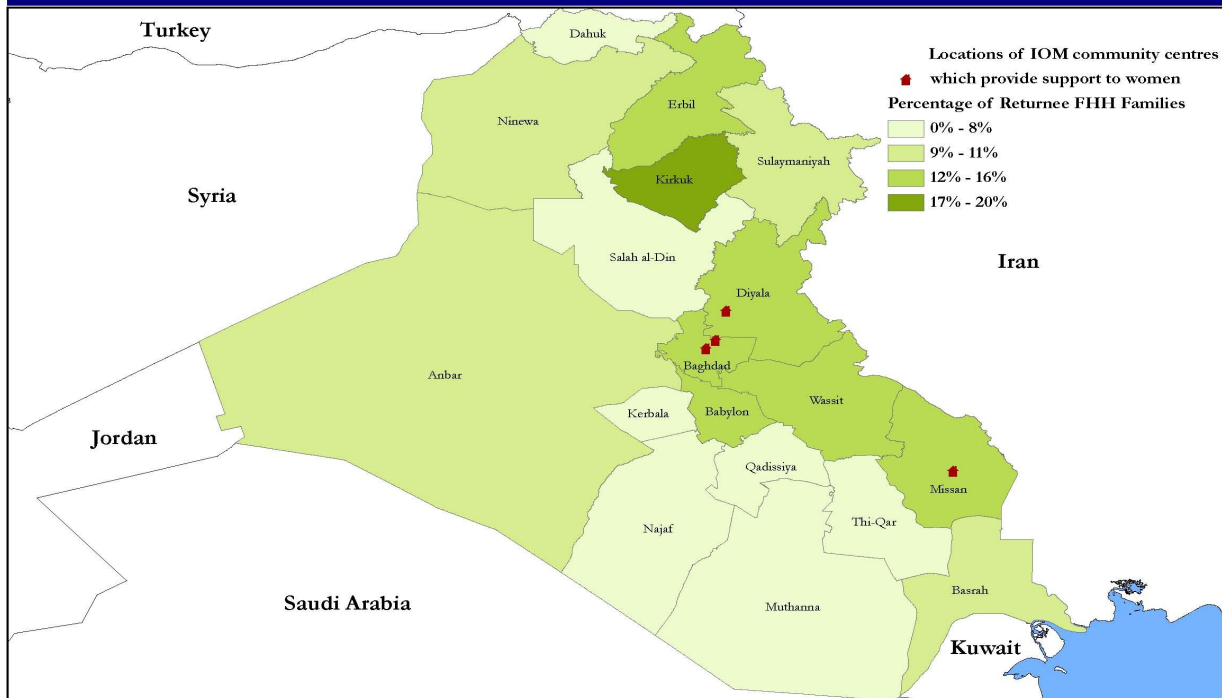 Turkey
Dahuk
Locations of IOM community centres
which provide support to women
Percentage of Returnee FHH Families
0% - 8%
9% - 11%
12% - 16%
17% - 20%
Erbil
Ninewa
Sulaymaniyah
Kirkuk
Syria
Salah al-Din
Iran
Diyala
Baghdad
Anbar
Wassit
Kerbala
Babylon
Jordan
Qadissiya
Missan
Najaf
Thi-Qar
Basrah
Saudi Arabia
Muthanna
Kuwait